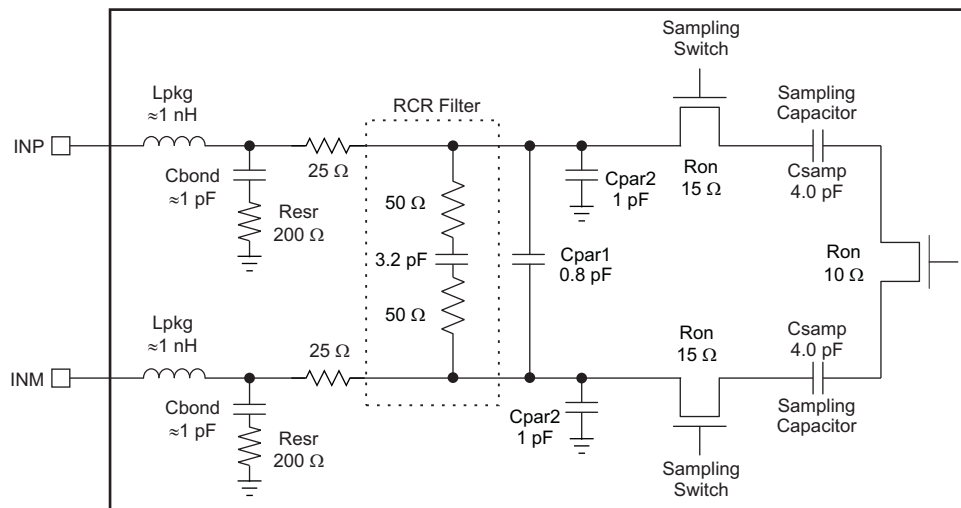 Sampling
Switch
Lpkg
≈1 nH
RCR Filter
Sampling
Capacitor
INP
25 Ω
Cbond
≈1 pF
Resr
200 Ω
50 Ω
Cpar2
1 pF
Ron
15 Ω
Csamp
4.0 pF
3.2 pF
Cpar1
0.8 pF
Ron
10 Ω
50 Ω
Lpkg
≈1 nH
25 Ω
Ron
15 Ω
Csamp
4.0 pF
INM
Cbond
≈1 pF
Resr
200 Ω
Cpar2
1 pF
Sampling
Capacitor
Sampling
Switch